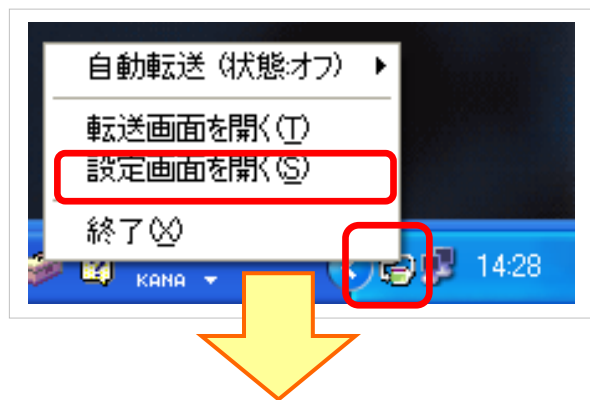 自動転送 (状態:オフ)
転送画面を開く(T)
設定画面を開く(S)
終了(X)
KANA
14:28